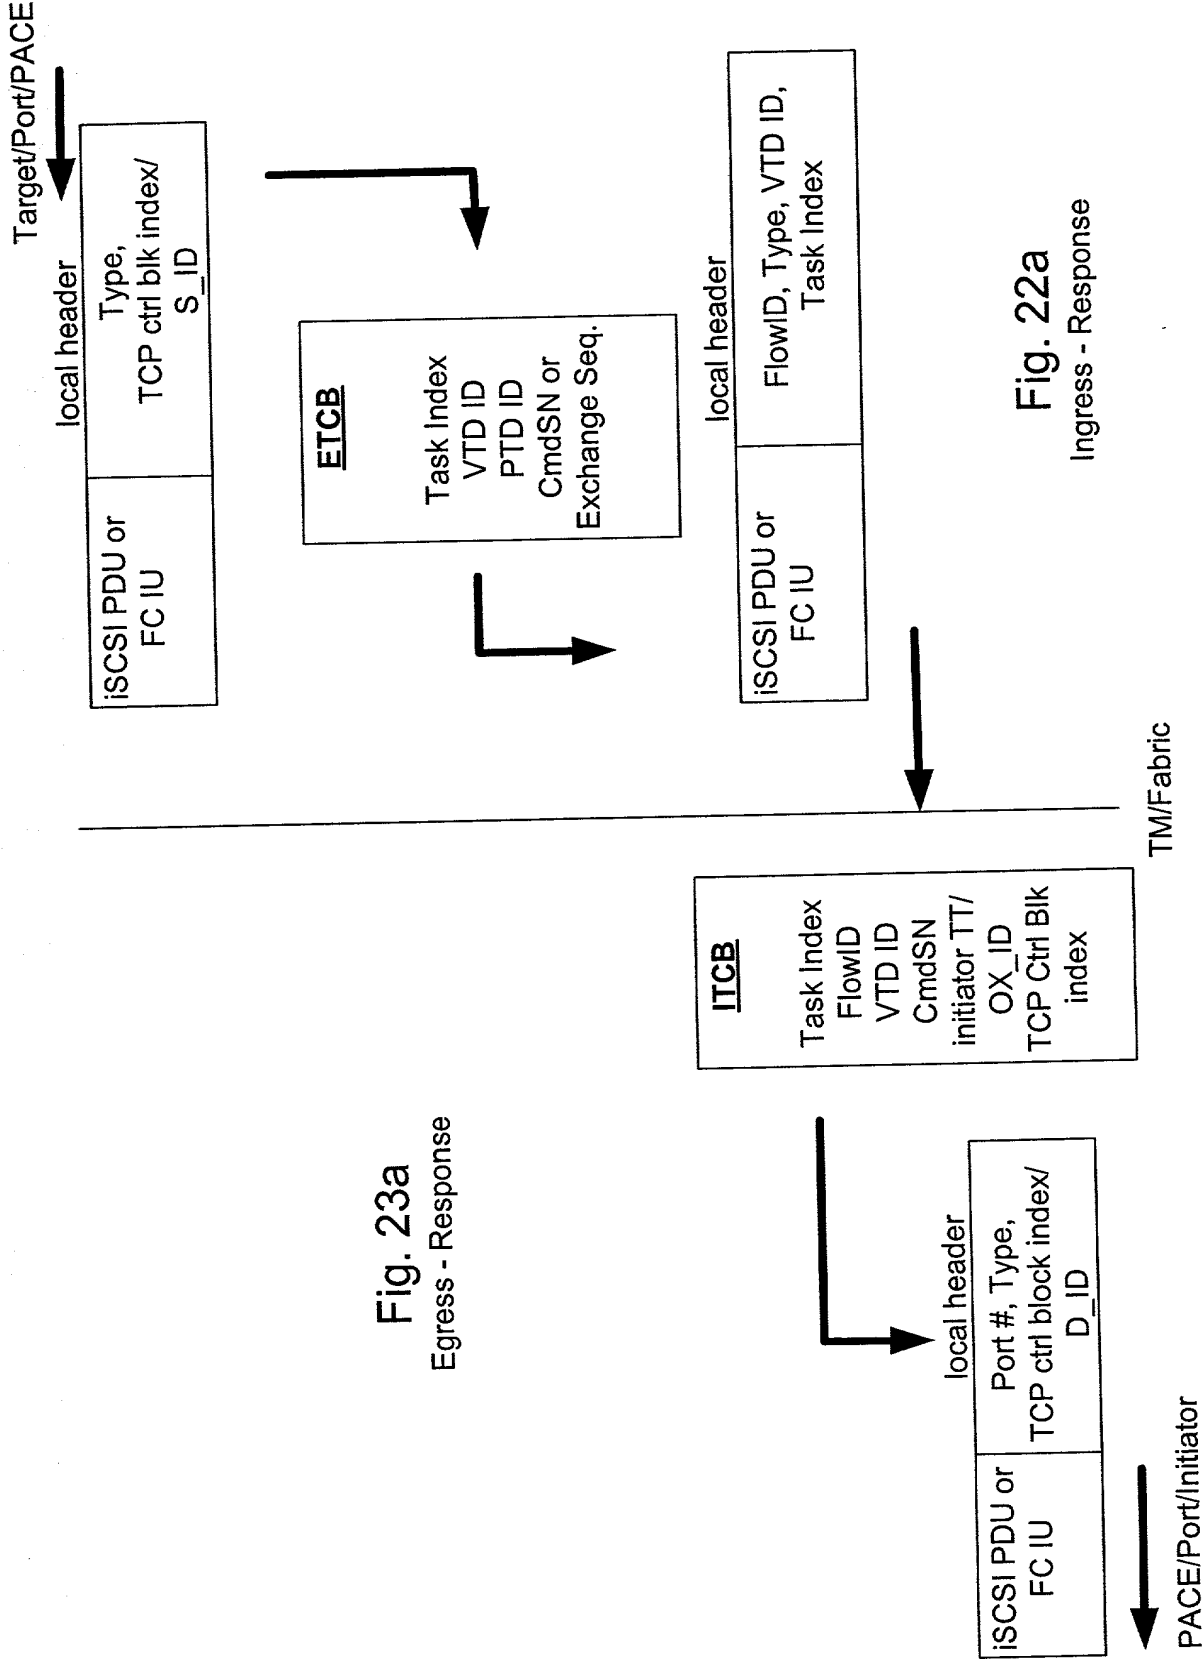 Target/Port/PACE
local header
iSCSI PDU or
FC IU
Type,
TCP ctrl blk index/
S_ID
ETCB
Task Index
VTD ID
PTD ID
CmdSN or
Exchange Seq.
local header
iSCSI PDU or
FC IU
FlowID, Type, VTD ID,
Task Index
Fig. 22a
Ingress - Response
TM/Fabric
ITCB
Task Index
FlowID
VTD ID
CmdSN
initiator TT/
OX_ID
TCP Ctrl Blk
index
Fig. 23a
Egress - Response
local header
iSCSI PDU or
FC IU
Port #, Type,
TCP ctrl block index/
D_ID
PACE/Port/Initiator